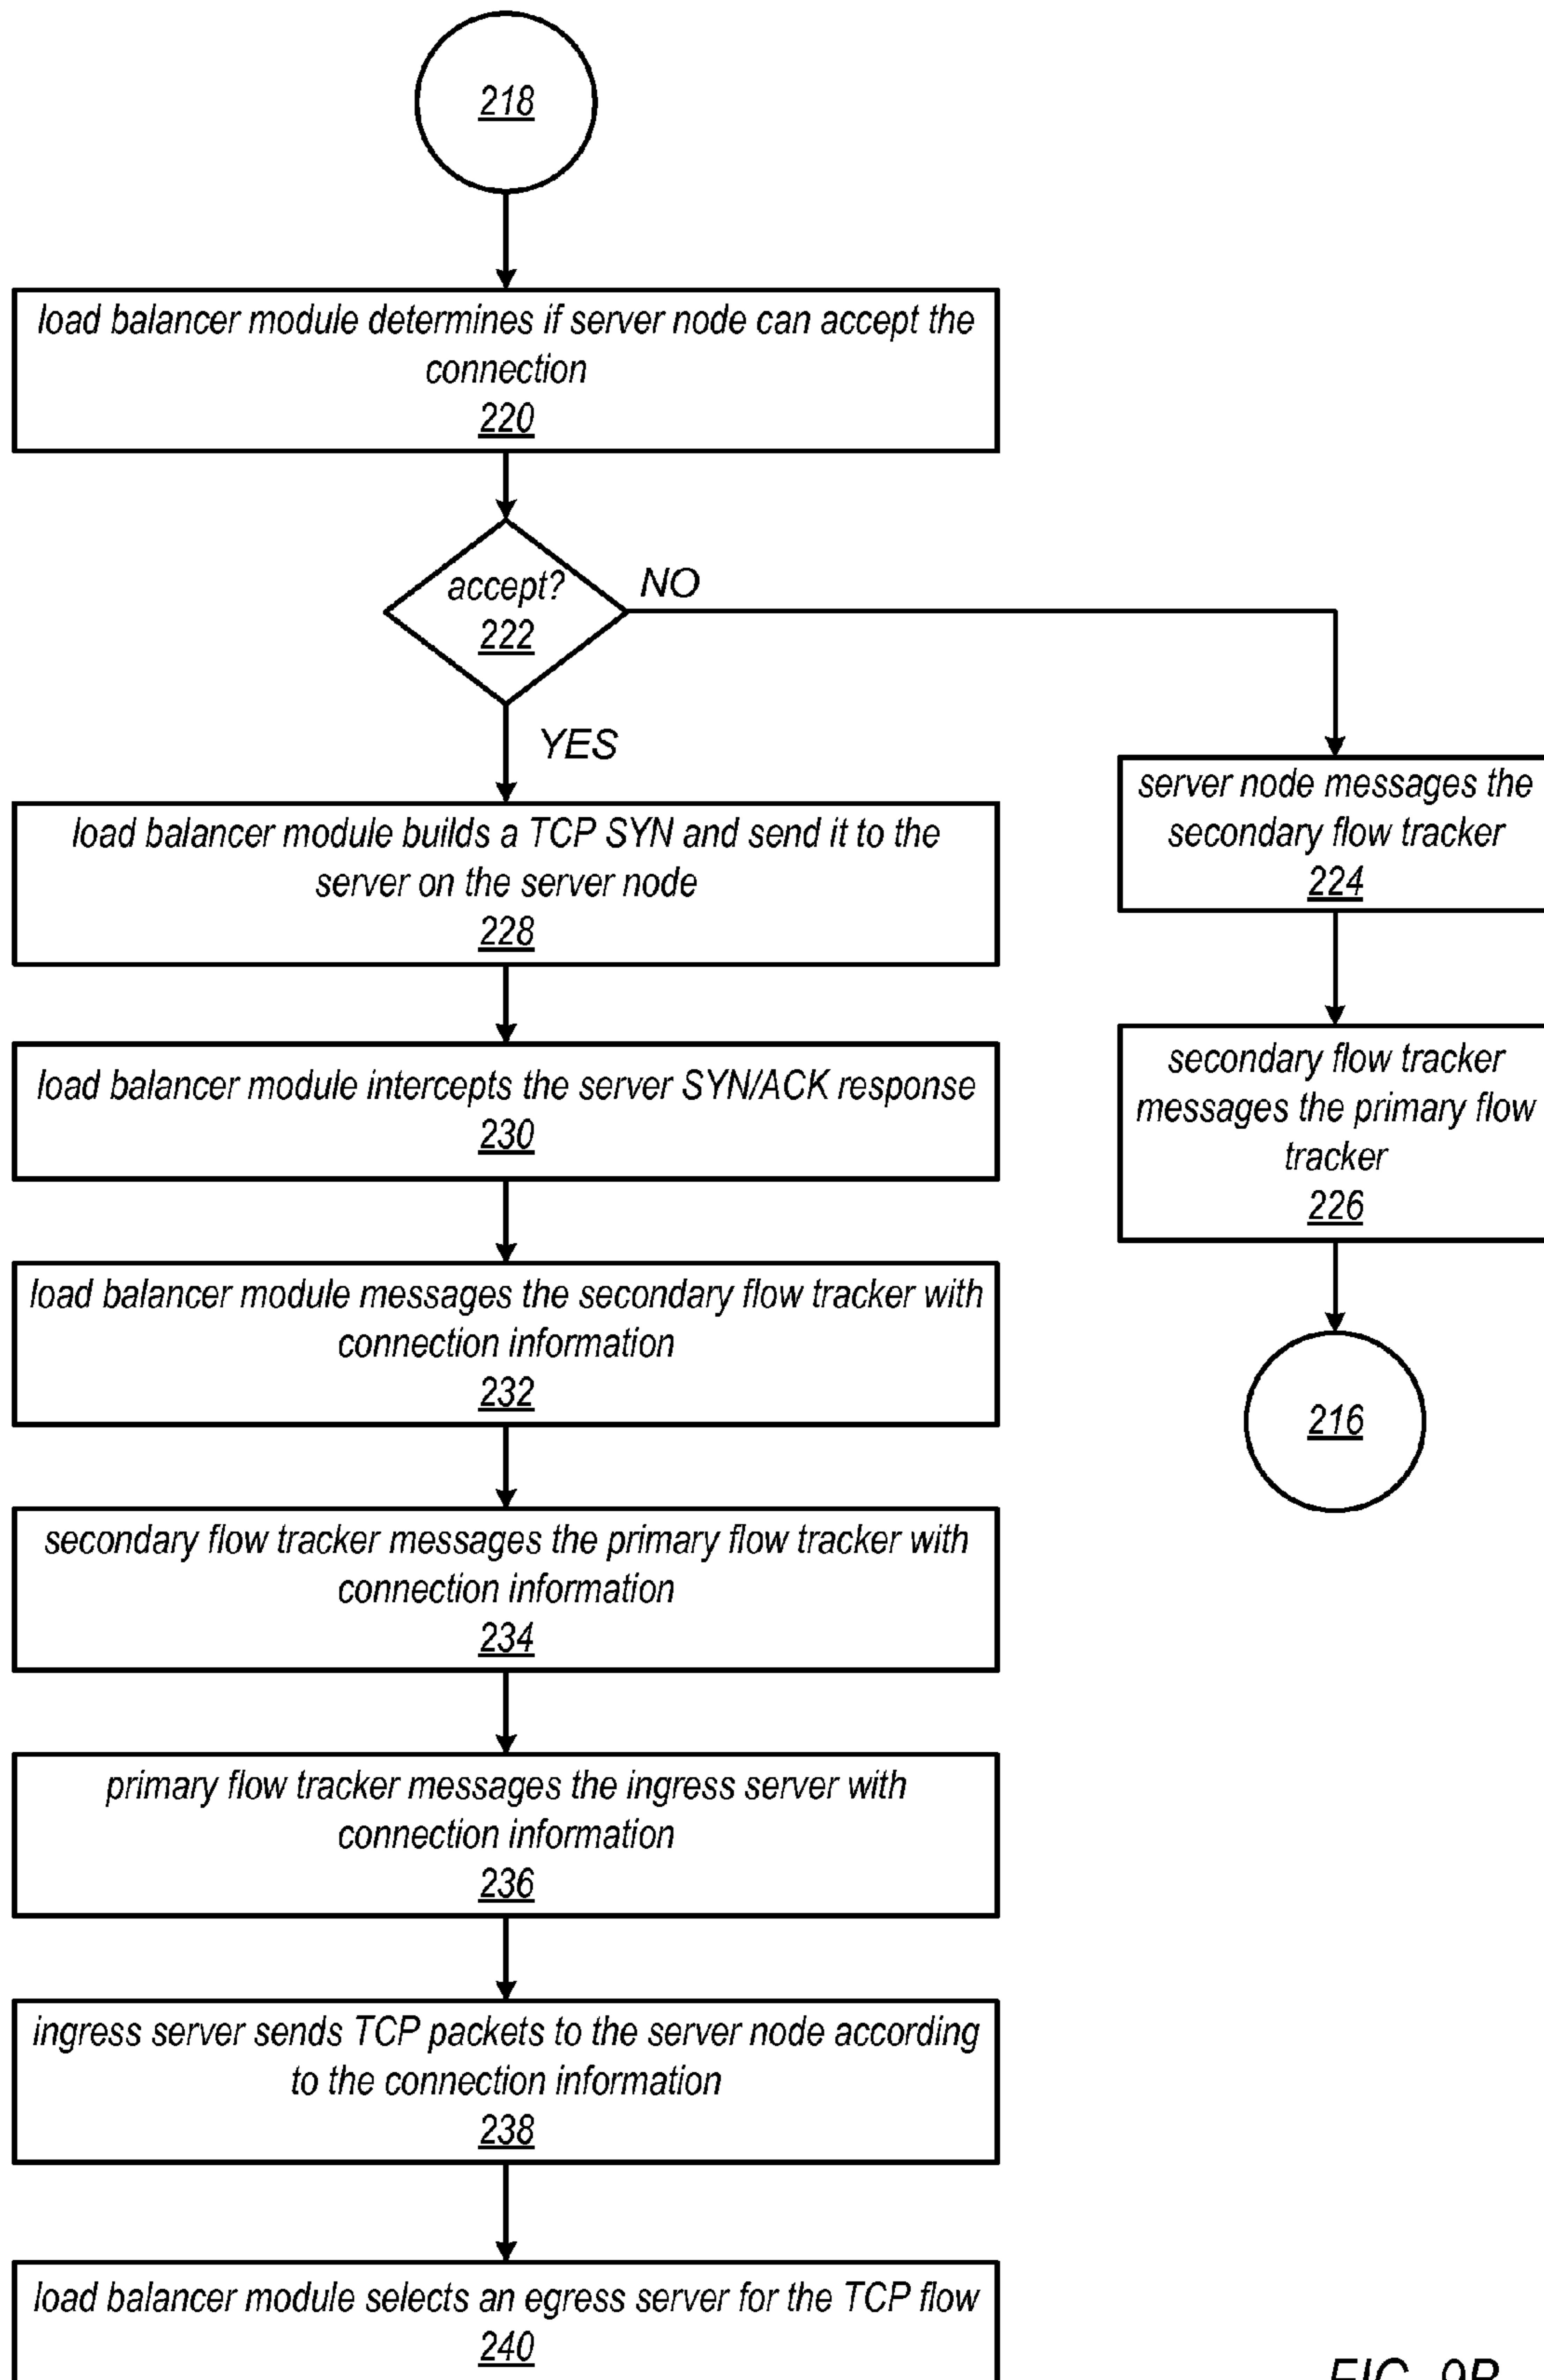 218
load balancer module determines if server node can accept the
connection
220
accept?
222
NO
YES
server node messages the
secondary flow tracker
224
load balancer module builds a TCP SYN and send it to the
server on the server node
228
secondary flow tracker
messages the primary flow
tracker
226
load balancer module intercepts the server SYN/ACK response
230
216
load balancer module messages the secondary flow tracker with
connection information
232
secondary flow tracker messages the primary flow tracker with
connection information
234
primary flow tracker messages the ingress server with
connection information
236
ingress server sends TCP packets to the server node according
to the connection information
238
load balancer module selects an egress server for the TCP flow
240
FIG. 9B